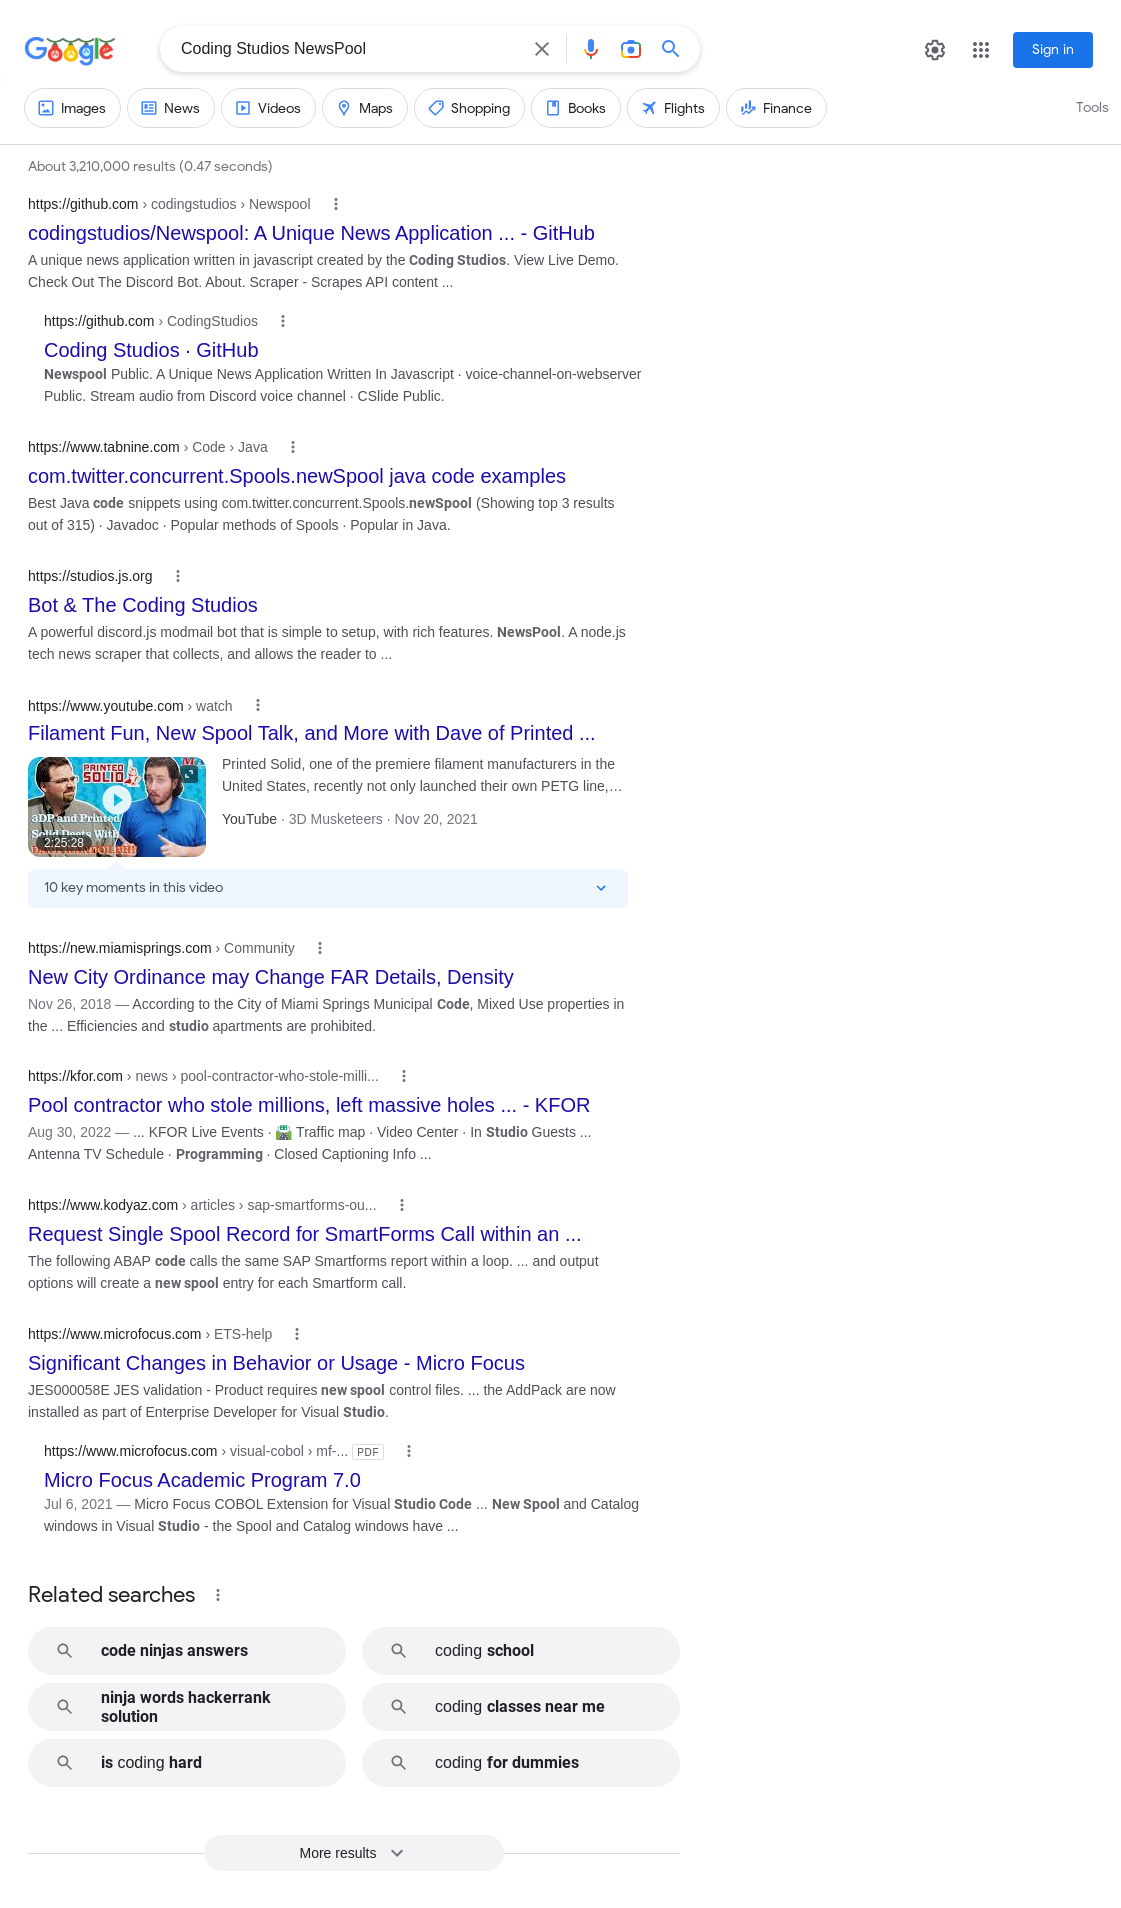 Google
Coding Studios NewsPool
Sign in
Images
News
Videos
Maps
Shopping
Books
Flights
Finance
Tools
About 3,210,000 results (0.47 seconds)
https://github.com › codingstudios › Newspool
codingstudios/Newspool: A Unique News Application ... - GitHub
A unique news application written in javascript created by the Coding Studios. View Live Demo.
Check Out The Discord Bot. About. Scraper - Scrapes API content ...
https://github.com › CodingStudios
Coding Studios · GitHub
Newspool Public. A Unique News Application Written In Javascript · voice-channel-on-webserver
Public. Stream audio from Discord voice channel · CSlide Public.
https://www.tabnine.com › Code › Java
com.twitter.concurrent.Spools.newSpool java code examples
Best Java code snippets using com.twitter.concurrent.Spools.newSpool (Showing top 3 results
out of 315) · Javadoc · Popular methods of Spools · Popular in Java.
https://studios.js.org
Bot & The Coding Studios
A powerful discord.js modmail bot that is simple to setup, with rich features. NewsPool. A node.js
tech news scraper that collects, and allows the reader to ...
https://www.youtube.com › watch
Filament Fun, New Spool Talk, and More with Dave of Printed ...
PRINTED
SOLID
3DP and Printed
Solid Deets With
2:25:28
Printed Solid, one of the premiere filament manufacturers in the
United States, recently not only launched their own PETG line,…
YouTube · 3D Musketeers · Nov 20, 2021
10 key moments in this video
https://new.miamisprings.com › Community
New City Ordinance may Change FAR Details, Density
Nov 26, 2018 — According to the City of Miami Springs Municipal Code, Mixed Use properties in
the ... Efficiencies and studio apartments are prohibited.
https://kfor.com › news › pool-contractor-who-stole-milli...
Pool contractor who stole millions, left massive holes ... - KFOR
Aug 30, 2022 — ... KFOR Live Events · 🛣️ Traffic map · Video Center · In Studio Guests ...
Antenna TV Schedule · Programming · Closed Captioning Info ...
https://www.kodyaz.com › articles › sap-smartforms-ou...
Request Single Spool Record for SmartForms Call within an ...
The following ABAP code calls the same SAP Smartforms report within a loop. ... and output
options will create a new spool entry for each Smartform call.
https://www.microfocus.com › ETS-help
Significant Changes in Behavior or Usage - Micro Focus
JES000058E JES validation - Product requires new spool control files. ... the AddPack are now
installed as part of Enterprise Developer for Visual Studio.
https://www.microfocus.com › visual-cobol › mf-... PDF
Micro Focus Academic Program 7.0
Jul 6, 2021 — Micro Focus COBOL Extension for Visual Studio Code ... New Spool and Catalog
windows in Visual Studio - the Spool and Catalog windows have ...
Related searches
code ninjas answers
coding school
ninja words hackerrank
solution
coding classes near me
is coding hard
coding for dummies
More results